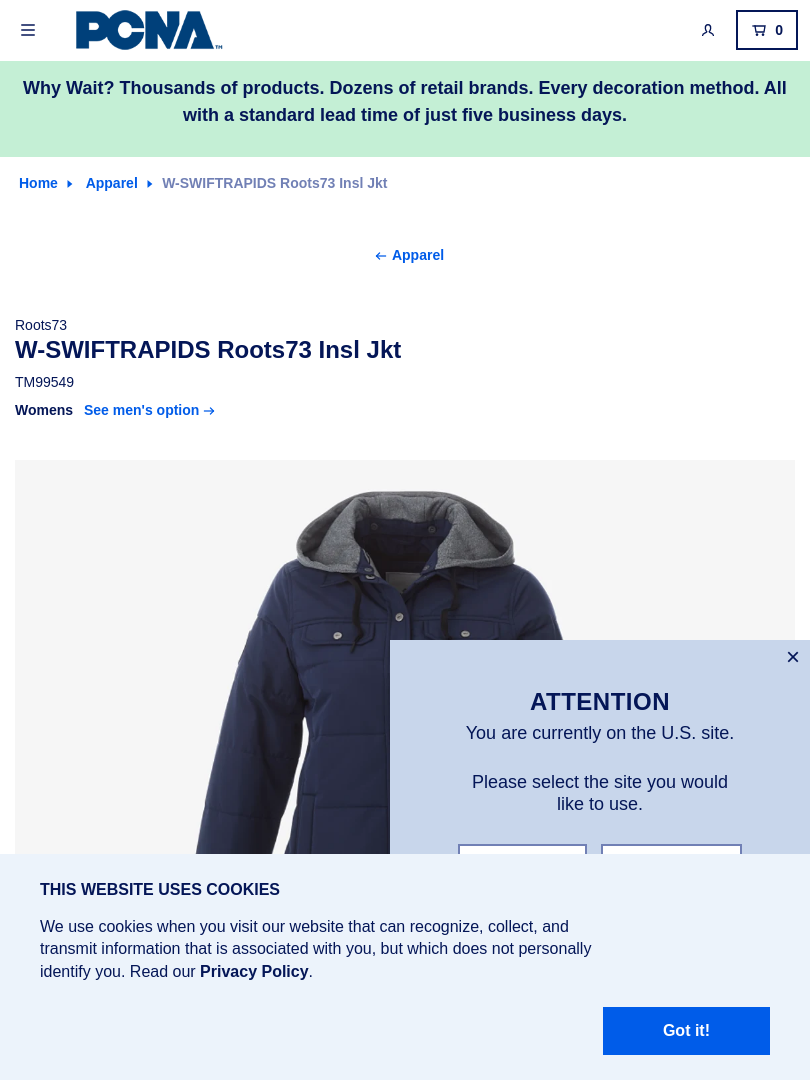 PCNA™
0
Why Wait? Thousands of products. Dozens of retail brands. Every decoration method. All
with a standard lead time of just five business days.
Home Apparel W-SWIFTRAPIDS Roots73 Insl Jkt
← Apparel
Roots73
W-SWIFTRAPIDS Roots73 Insl Jkt
TM99549
Womens See men's option →
×
ATTENTION
You are currently on the U.S. site.
Please select the site you would
like to use.
THIS WEBSITE USES COOKIES
We use cookies when you visit our website that can recognize, collect, and
transmit information that is associated with you, but which does not personally
identify you. Read our Privacy Policy.
Got it!